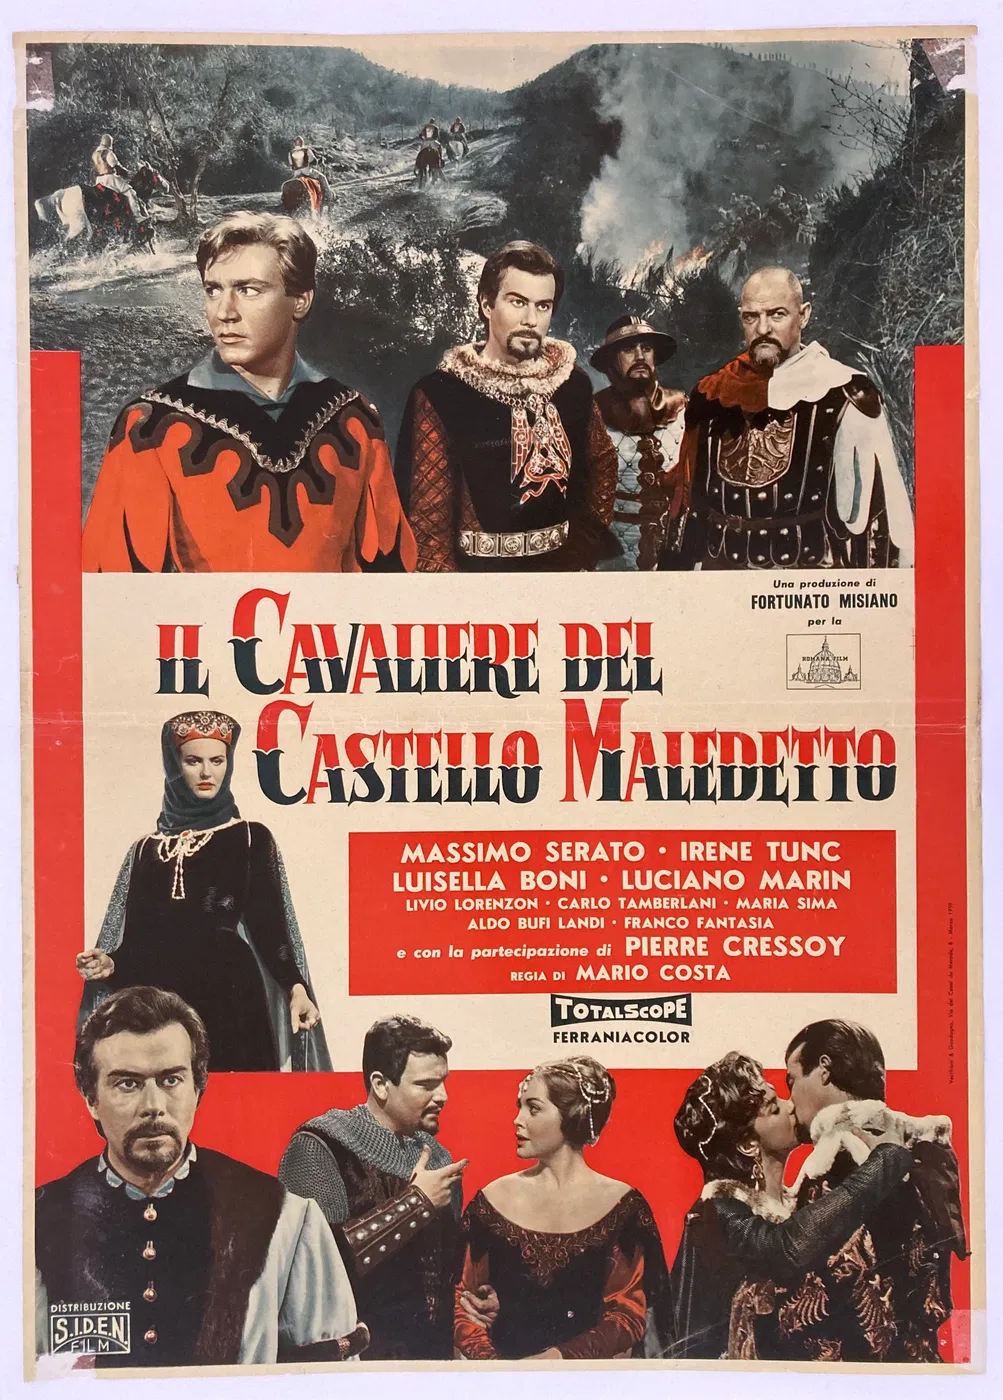 Una produzione di
FORTUNATO MISIANO
per la
ROMANA FILM
IL CAVALIERE DEL
CASTELLO MALEDETTO
MASSIMO SERATO • IRENE TUNC
LUISELLA BONI • LUCIANO MARIN
LIVIO LORENZON • CARLO TAMBERLANI • MARIA SIMA
ALDO BUFI LANDI • FRANCO FANTASIA
e con la partecipazione di PIERRE CRESSOY
REGIA DI MARIO COSTA
TOTALSCOPE
FERRANIACOLOR
DISTRIBUZIONE
S.I.D.E.N.
FILM